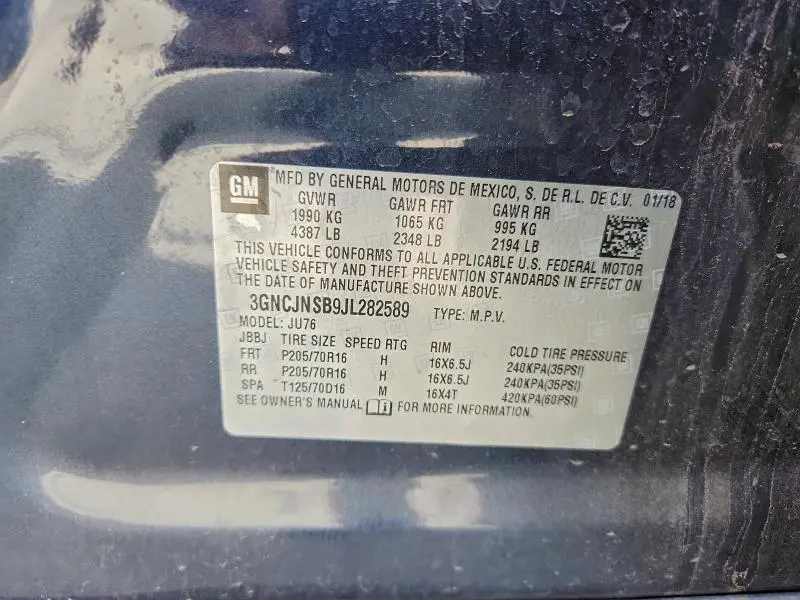 GM ®MFD BY GENERAL MOTORS DE MEXICO, S. DE R.L. DE C.V. 01/18
GVWR GAWR FRT GAWR RR
1990 KG 1065 KG 995 KG
4387 LB 2348 LB 2194 LB
THIS VEHICLE CONFORMS TO ALL APPLICABLE U.S. FEDERAL MOTOR
VEHICLE SAFETY AND THEFT PREVENTION STANDARDS IN EFFECT ON
THE DATE OF MANUFACTURE SHOWN ABOVE.
3GNCJNSB9JL282589 TYPE: M.P.V.
MODEL: JU76
JBBJ TIRE SIZE SPEED RTG RIM COLD TIRE PRESSURE
FRT P205/70R16 H 16X6.5J 240KPA(35PSI)
RR P205/70R16 H 16X6.5J 240KPA(35PSI)
SPA T125/70D16 M 16X4T 420KPA(60PSI)
SEE OWNER'S MANUAL FOR MORE INFORMATION.